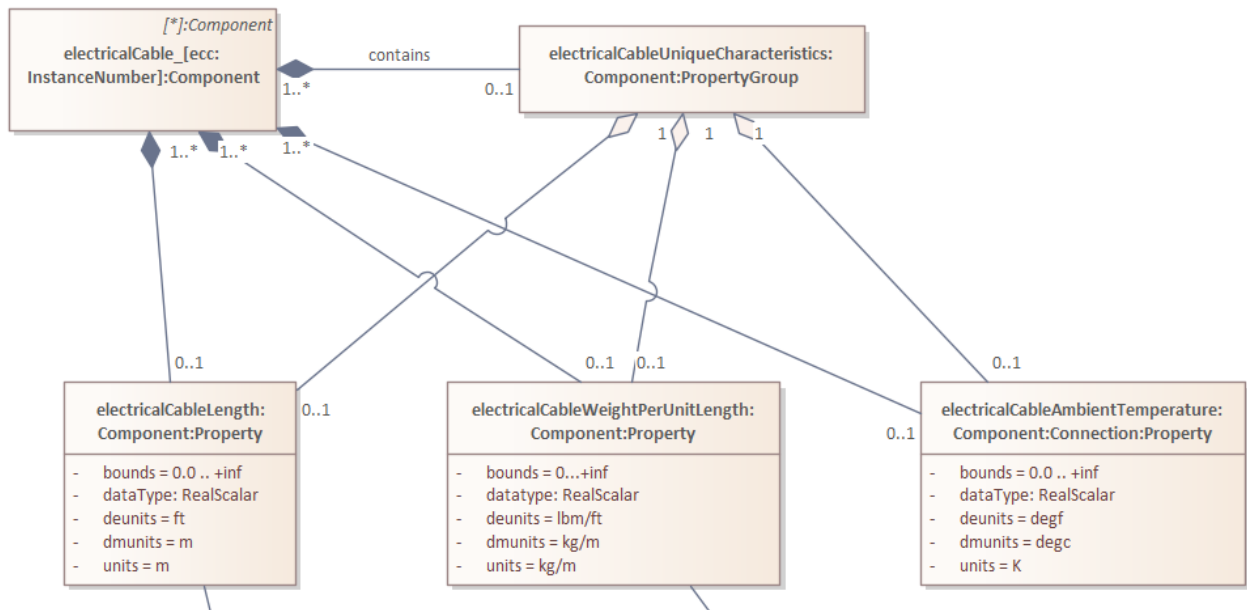 [*]:Component
electricalCable_[ecc:
InstanceNumber]:Component
contains
1..*
0..1
electricalCableUniqueCharacteristics:
Component:PropertyGroup
1..*
1..*
1..*
1
1
1
0..1
0..1
0..1
0..1
0..1
0..1
electricalCableLength:
Component:Property
- bounds = 0.0 .. +inf
- dataType: RealScalar
- deunits = ft
- dmunits = m
- units = m
electricalCableWeightPerUnitLength:
Component:Property
- bounds = 0...+inf
- datatype: RealScalar
- deunits = lbm/ft
- dmunits = kg/m
- units = kg/m
electricalCableAmbientTemperature:
Component:Connection:Property
- bounds = 0.0 .. +inf
- dataType: RealScalar
- deunits = degf
- dmunits = degc
- units = K